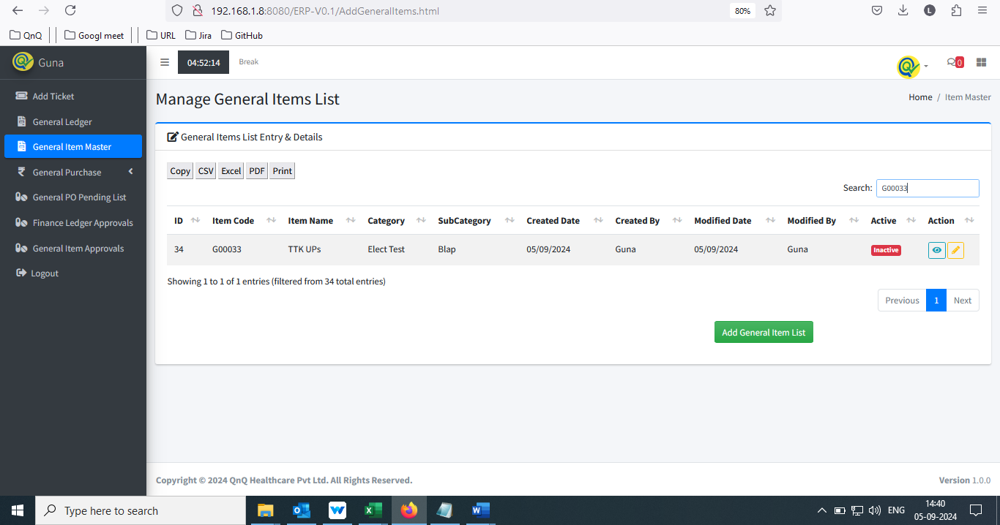 192.168.1.8:8080/ERP-V0.1/AddGeneralItems.html 80% L
QnQ Googl meet URL Jira GitHub
Guna 04:52:14 Break 0
Add Ticket
General Ledger
General Item Master
General Purchase
General PO Pending List
Finance Ledger Approvals
General Item Approvals
Logout
Manage General Items List Home / Item Master
General Items List Entry & Details
Copy CSV Excel PDF Print
Search: G00033
ID Item Code Item Name Category SubCategory Created Date Created By Modified Date Modified By Active Action
34 G00033 TTK UPs Elect Test Blap 05/09/2024 Guna 05/09/2024 Guna Inactive
Showing 1 to 1 of 1 entries (filtered from 34 total entries)
Previous 1 Next
Add General Item List
Copyright © 2024 QnQ Healthcare Pvt Ltd. All Rights Reserved. Version 1.0.0
Type here to search ENG 14:40
05-09-2024